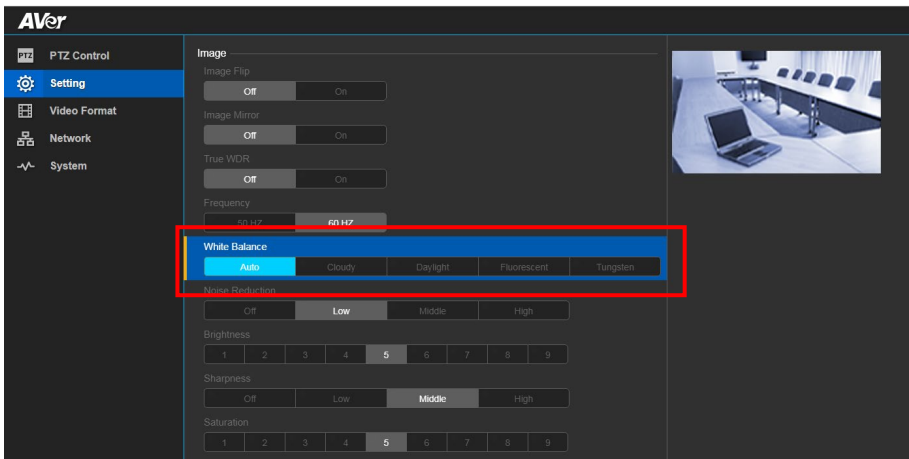 AVer
PTZ PTZ Control
Setting
Video Format
Network
System
Image
Image Flip
Off On
Image Mirror
Off On
True WDR
Off On
Frequency
50 HZ 60 HZ
White Balance
Auto Cloudy Daylight Fluorescent Tungsten
Noise Reduction
Off Low Middle High
Brightness
1 2 3 4 5 6 7 8 9
Sharpness
Off Low Middle High
Saturation
1 2 3 4 5 6 7 8 9